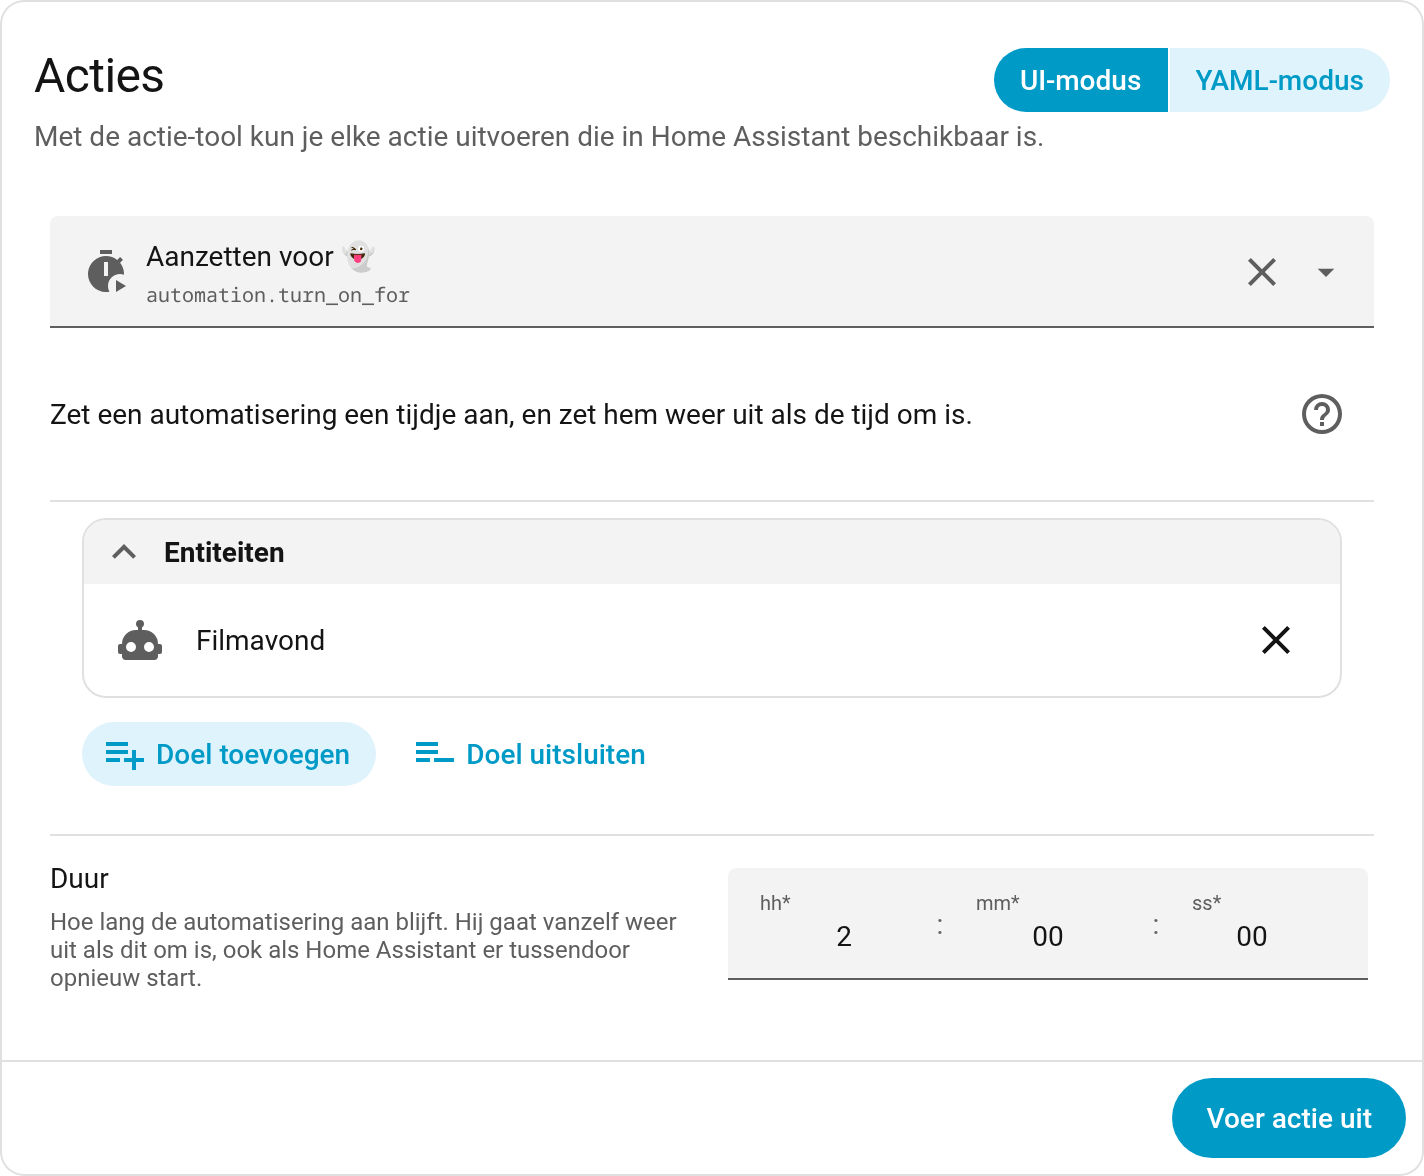 Acties
UI-modus
YAML-modus
Met de actie-tool kun je elke actie uitvoeren die in Home Assistant beschikbaar is.
Aanzetten voor 👻
automation.turn_on_for
Zet een automatisering een tijdje aan, en zet hem weer uit als de tijd om is.
Entiteiten
Filmavond
Doel toevoegen
Doel uitsluiten
Duur
Hoe lang de automatisering aan blijft. Hij gaat vanzelf weer
uit als dit om is, ook als Home Assistant er tussendoor
opnieuw start.
hh*
mm*
ss*
2 : 00 : 00
Voer actie uit